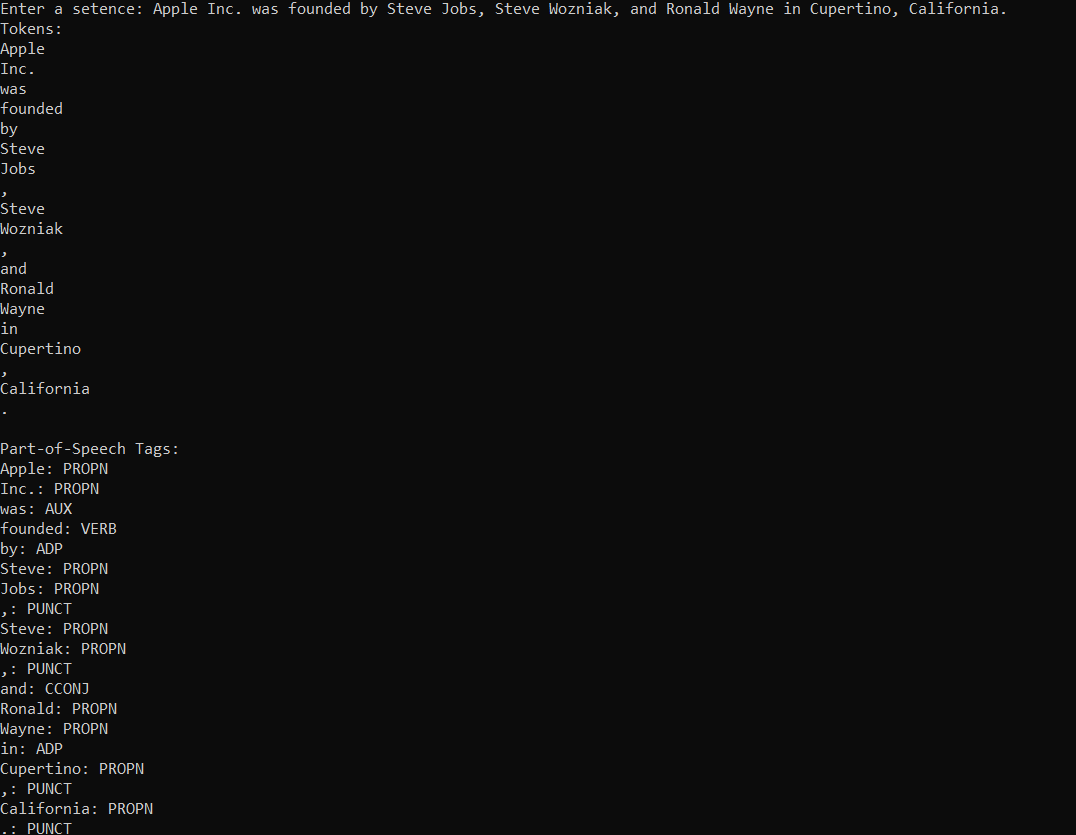 Enter a setence: Apple Inc. was founded by Steve Jobs, Steve Wozniak, and Ronald Wayne in Cupertino, California.
Tokens:
Apple
Inc.
was
founded
by
Steve
Jobs
,
Steve
Wozniak
,
and
Ronald
Wayne
in
Cupertino
,
California
.
Part-of-Speech Tags:
Apple: PROPN
Inc.: PROPN
was: AUX
founded: VERB
by: ADP
Steve: PROPN
Jobs: PROPN
,: PUNCT
Steve: PROPN
Wozniak: PROPN
,: PUNCT
and: CCONJ
Ronald: PROPN
Wayne: PROPN
in: ADP
Cupertino: PROPN
,: PUNCT
California: PROPN
.: PUNCT